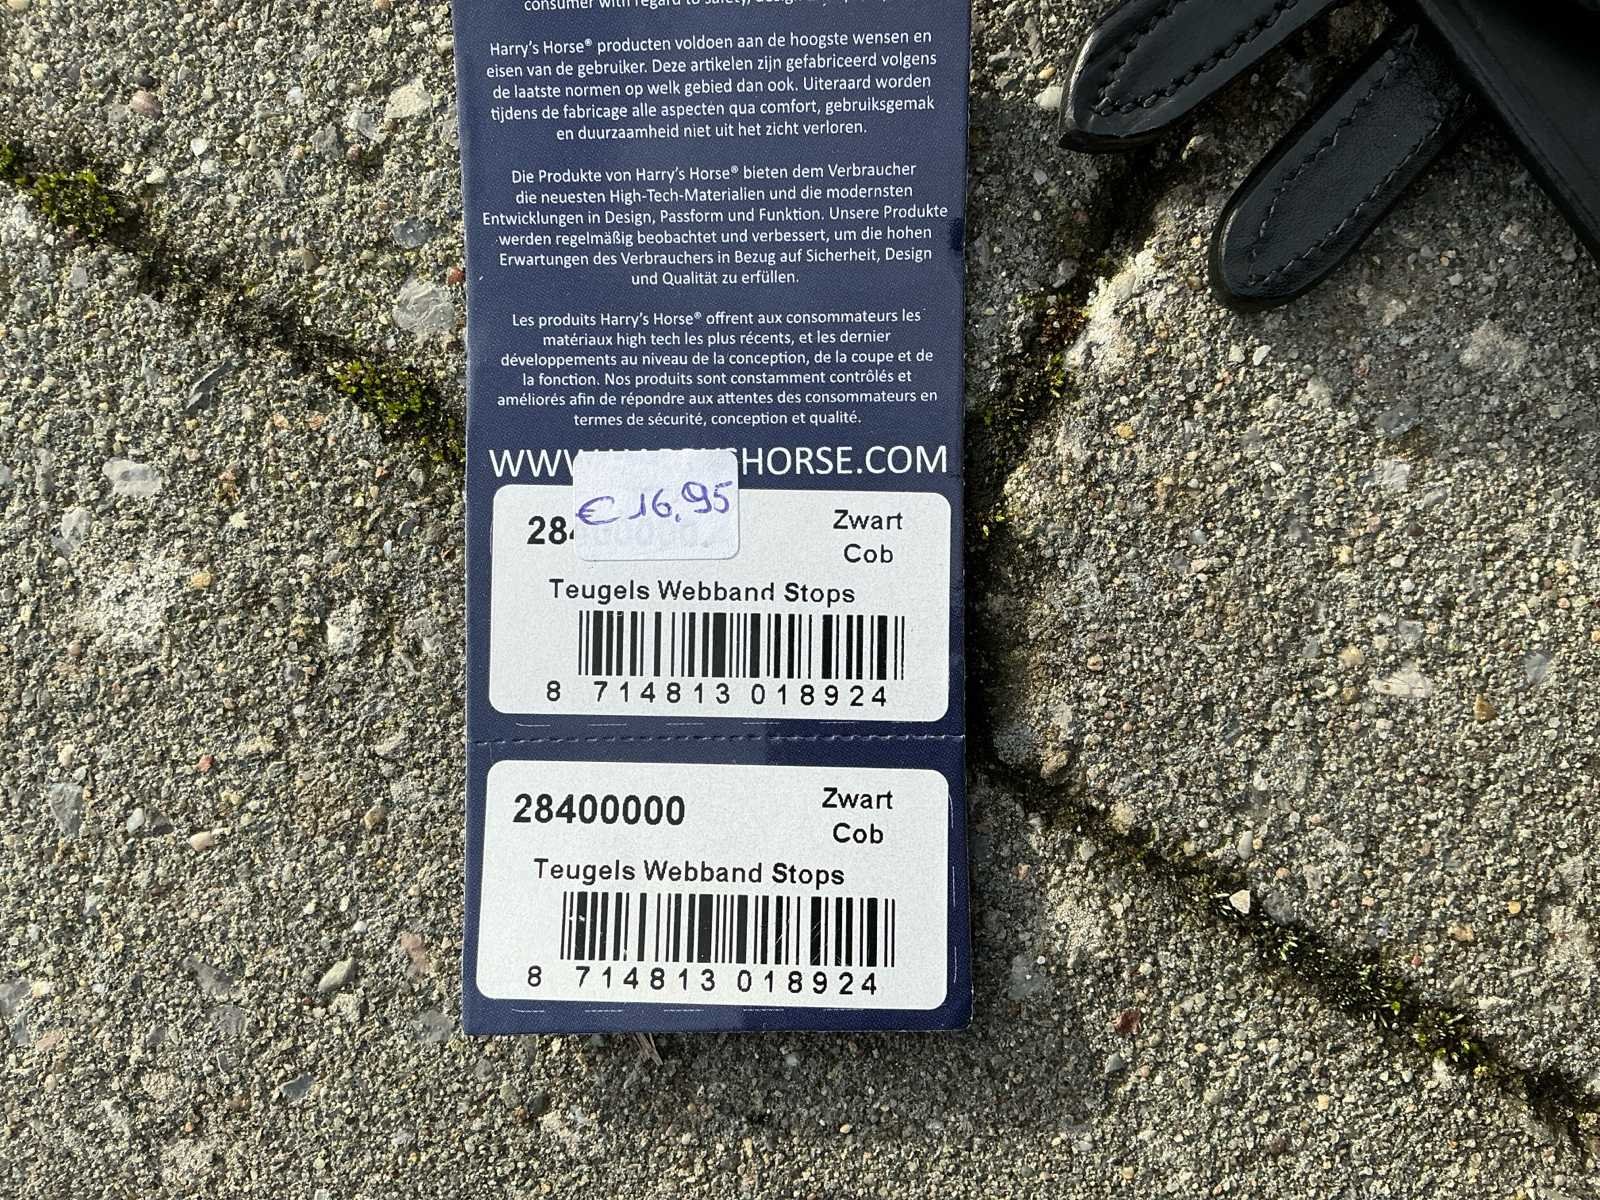 consumer with regard to safety, design
Harry's Horse® producten voldoen aan de hoogste wensen en
eisen van de gebruiker. Deze artikelen zijn gefabriceerd volgens
de laatste normen op welk gebied dan ook. Uiteraard worden
tijdens de fabricage alle aspecten qua comfort, gebruiksgemak
en duurzaamheid niet uit het zicht verloren.
Die Produkte von Harry's Horse® bieten dem Verbraucher
die neuesten High-Tech-Materialien und die modernsten
Entwicklungen in Design, Passform und Funktion. Unsere Produkte
werden regelmäßig beobachtet und verbessert, um die hohen
Erwartungen des Verbrauchers in Bezug auf Sicherheit, Design
und Qualität zu erfüllen.
Les produits Harry's Horse® offrent aux consommateurs les
matériaux high tech les plus récents, et les dernier
développements au niveau de la conception, de la coupe et de
la fonction. Nos produits sont constamment contrôlés et
améliorés afin de répondre aux attentes des consommateurs en
termes de sécurité, conception et qualité.
WWW.HARRYSHORSE.COM
€ 16,95
284
Zwart
Cob
Teugels Webband Stops
8 714813 018924
28400000
Zwart
Cob
Teugels Webband Stops
8 714813 018924